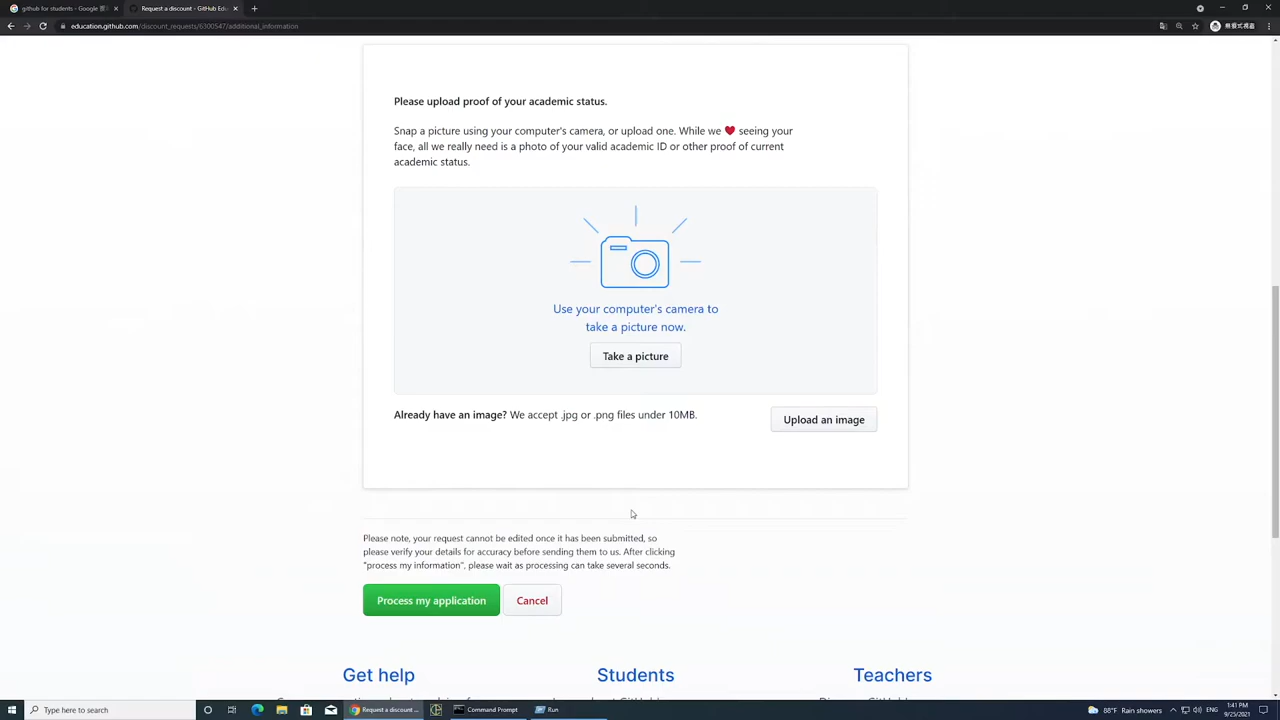 github for students - Google
Request a discount - GitHub Edu
education.github.com/discount_requests/6300547/additional_information
Please upload proof of your academic status.
Snap a picture using your computer's camera, or upload one. While we ❤ seeing your
face, all we really need is a photo of your valid academic ID or other proof of current
academic status.
Use your computer's camera to
take a picture now.
Take a picture
Already have an image? We accept .jpg or .png files under 10MB.
Upload an image
Please note, your request cannot be edited once it has been submitted, so
please verify your details for accuracy before sending them to us. After clicking
"process my information", please wait as processing can take several seconds.
Process my application
Cancel
Get help
Students
Teachers
Type here to search
Request a discount ...
Command Prompt
Run
88°F Rain showers
ENG
1:41 PM
9/23/2021